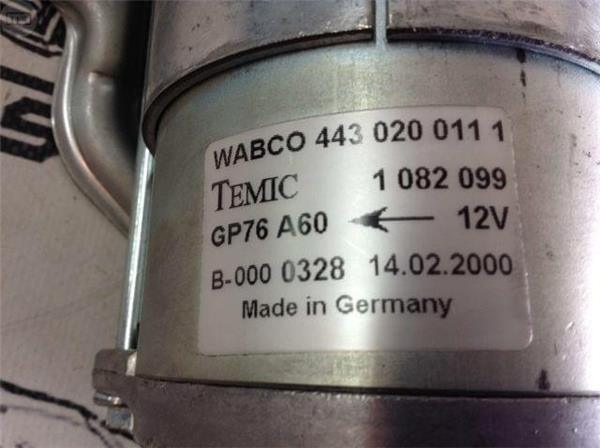 WABCO 443 020 011 1
TEMIC 1 082 099
GP76 A60 12V
B-000 0328 14.02.2000
Made in Germany